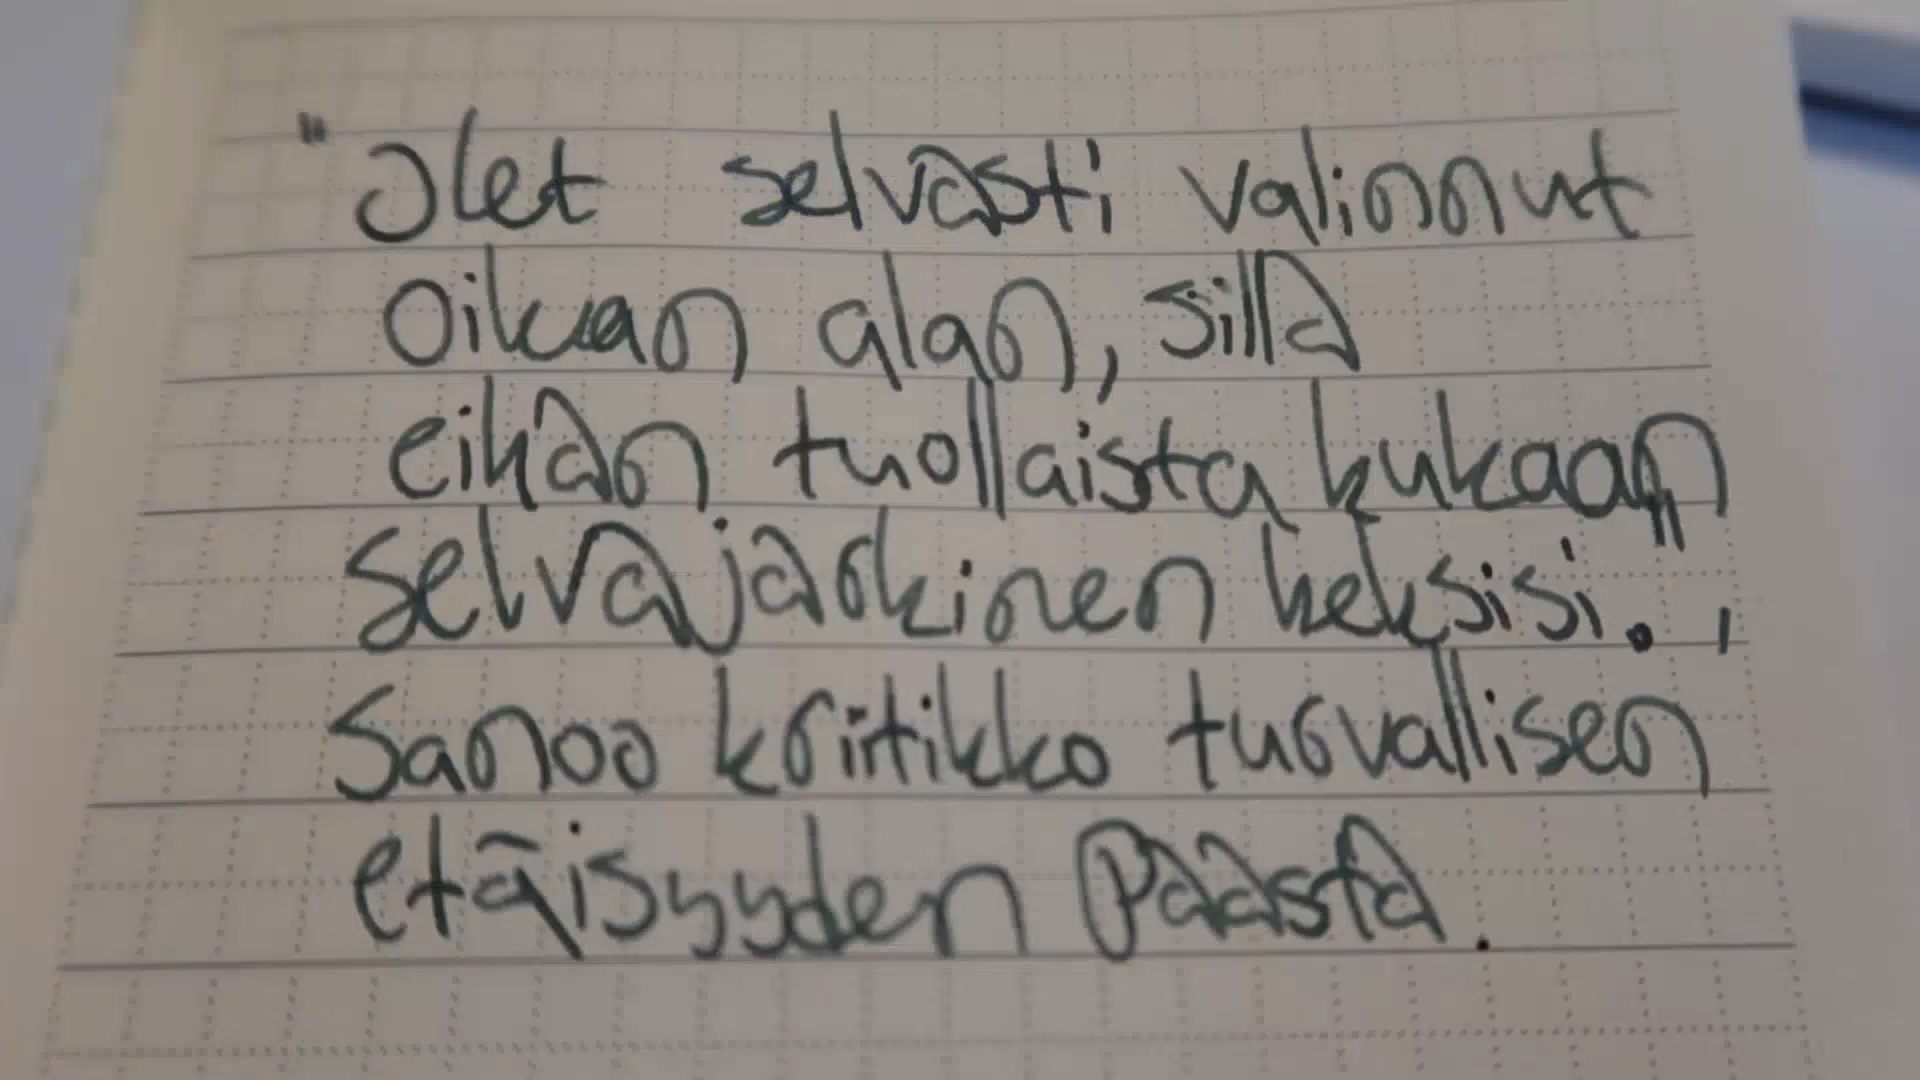 "Olet selvästi valinnut
oikean alan, sillä
eihän tuollaista kukaan
selväjärkinen keksisi.",
Sanoo kriitikko turvallisen
etäisyyden päästä.